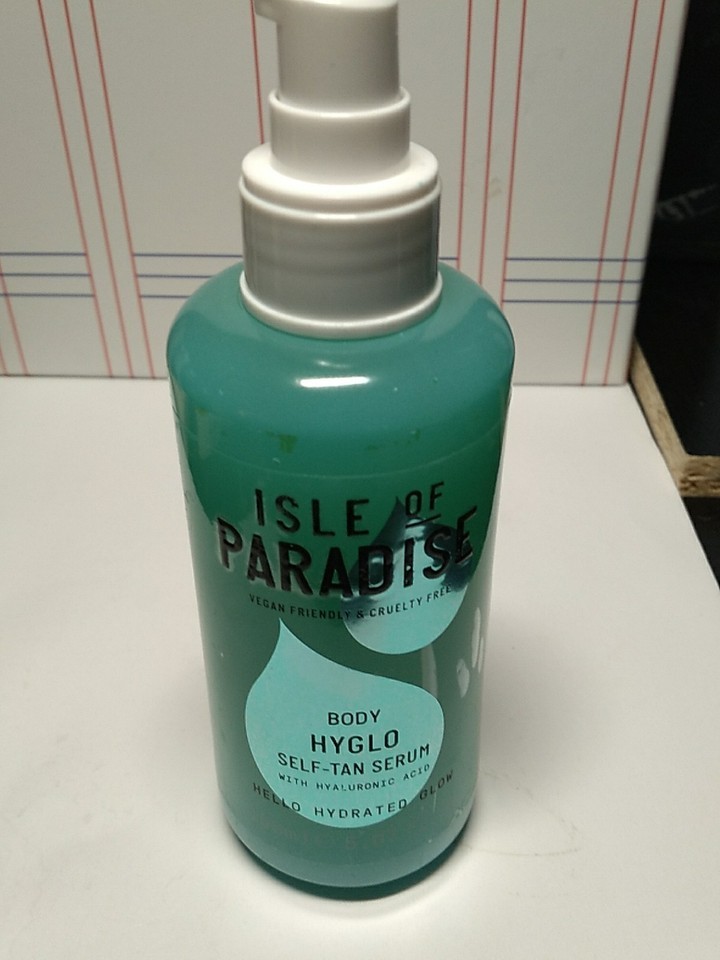 ISLE OF
PARADISE
VEGAN FRIENDLY & CRUELTY FREE
BODY
HYGLO
SELF-TAN SERUM
WITH HYALURONIC ACID
HELLO HYDRATED GLOW